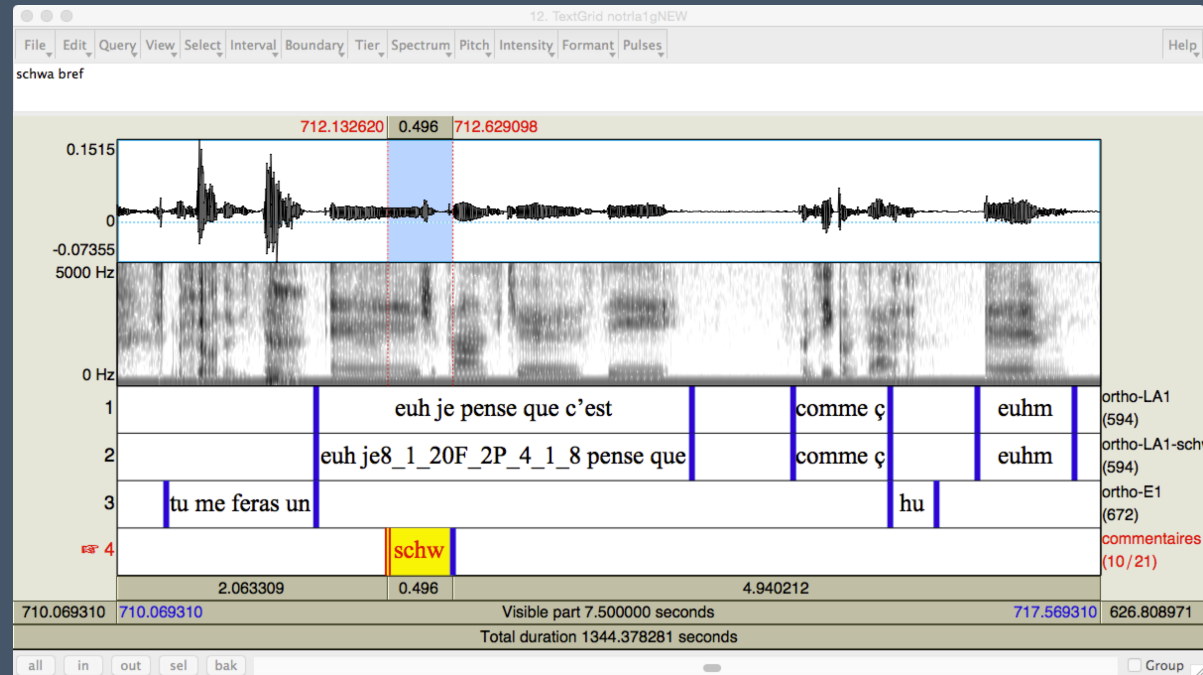 12. TextGrid notrla1gNEW
File Edit Query View Select Interval Boundary Tier Spectrum Pitch Intensity Formant Pulses Help
schwa bref
712.132620 0.496 712.629098
0.1515
0
-0.07355
5000 Hz
0 Hz
1 euh je pense que c’est comme ç euhm ortho-LA1 (594)
2 euh je8_1_20F_2P_4_1_8 pense que comme ç euhm ortho-LA1-schw (594)
3 tu me feras un hu ortho-E1 (672)
☞ 4 schw commentaires (10/21)
2.063309 0.496 4.940212
710.069310 710.069310 Visible part 7.500000 seconds 717.569310 626.808971
Total duration 1344.378281 seconds
all in out sel bak Group